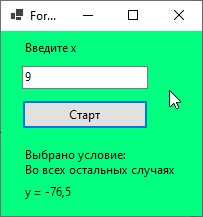 For...
Введите x
9
Старт
Выбрано условие:
Во всех остальных случаях
y = -76,5